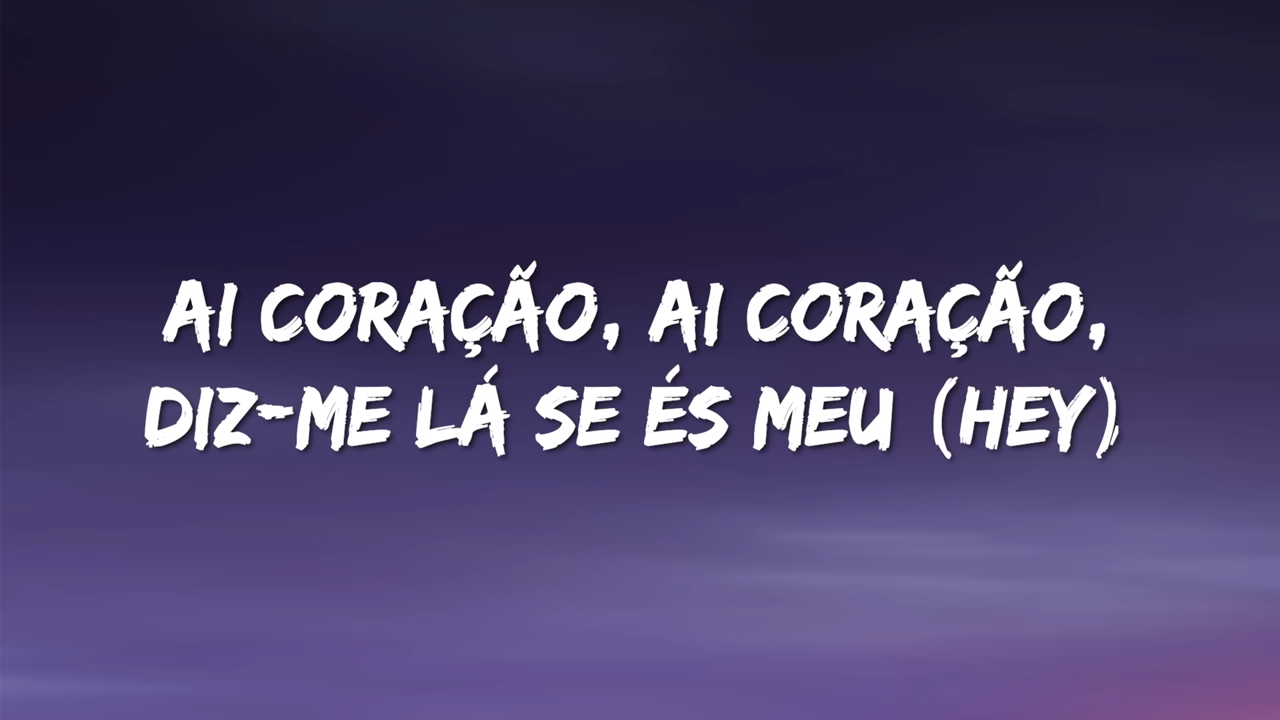 AI CORAÇÃO, AI CORAÇÃO,
DIZ-ME LÁ SE ÉS MEU (HEY)